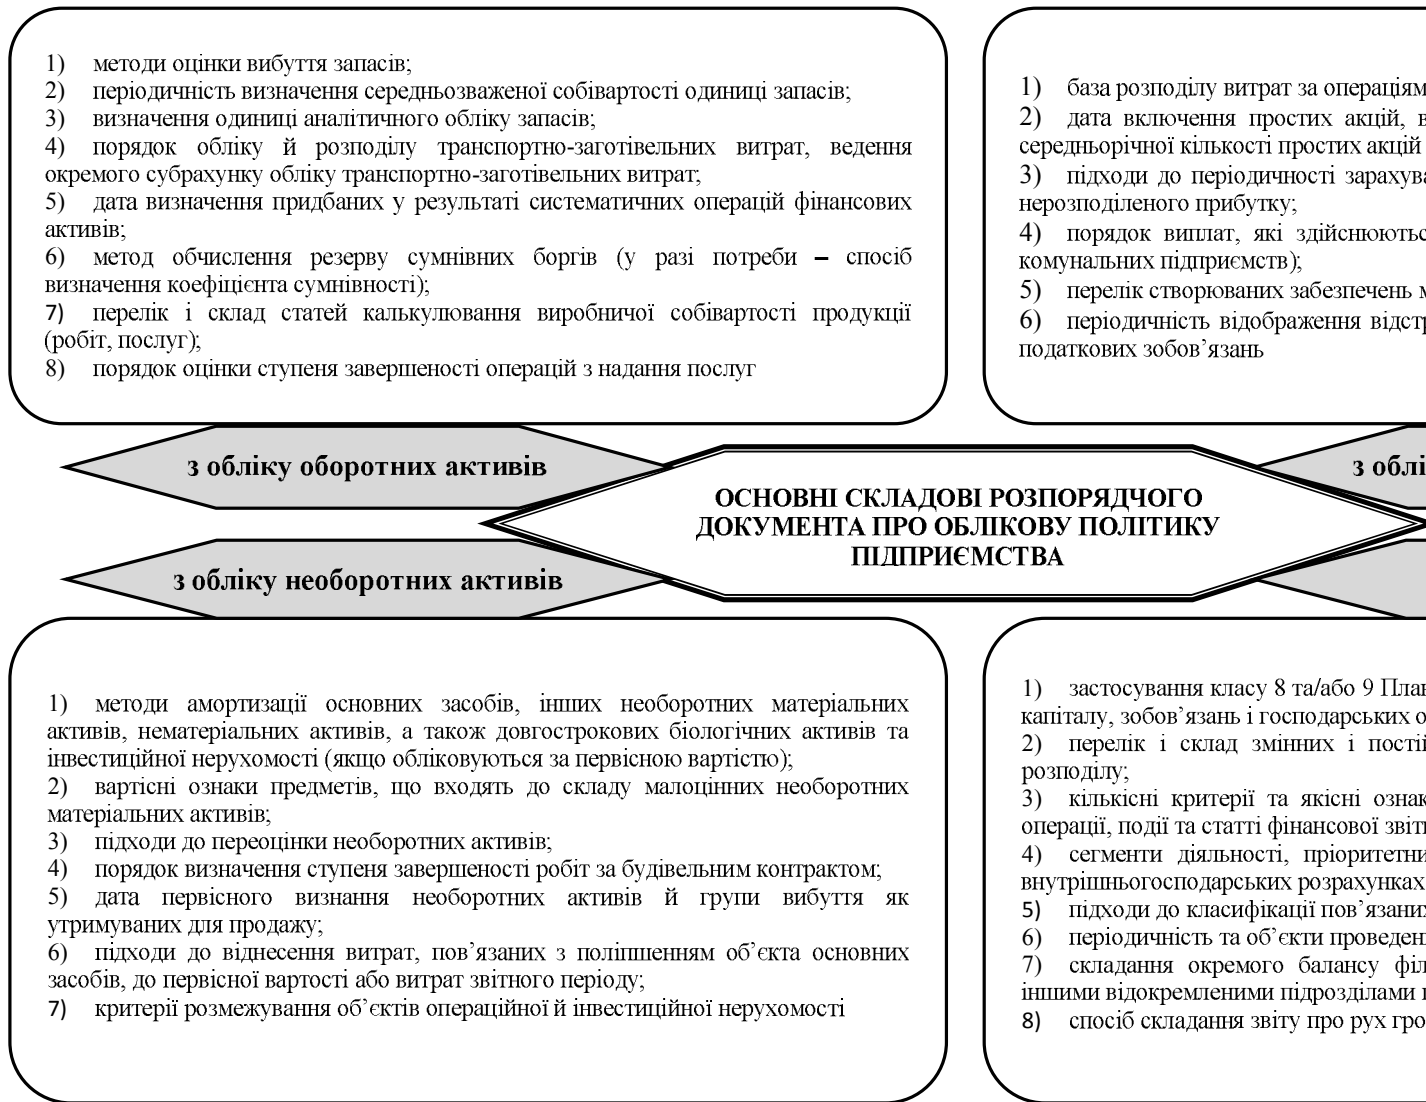 1) методи оцінки вибуття запасів;
2) періодичність визначення середньозваженої собівартості одиниці запасів;
3) визначення одиниці аналітичного обліку запасів;
4) порядок обліку й розподілу транспортно-заготівельних витрат, ведення
окремого субрахунку обліку транспортно-заготівельних витрат;
5) дата визначення придбаних у результаті систематичних операцій фінансових
активів;
6) метод обчислення резерву сумнівних боргів (у разі потреби – спосіб
визначення коефіцієнта сумнівності);
7) перелік і склад статей калькулювання виробничої собівартості продукції
(робіт, послуг);
8) порядок оцінки ступеня завершеності операцій з надання послуг
1) база розподілу витрат за операціям
2) дата включення простих акцій, в
середньорічної кількості простих акцій
3) підходи до періодичності зарахува
нерозподіленого прибутку;
4) порядок виплат, які здійснюютьс
комунальних підприємств);
5) перелік створюваних забезпечень м
6) періодичність відображення відстр
податкових зобов’язань
з обліку оборотних активів
з облі
ОСНОВНІ СКЛАДОВІ РОЗПОРЯДЧОГО
ДОКУМЕНТА ПРО ОБЛІКОВУ ПОЛІТИКУ
ПІДПРИЄМСТВА
з обліку необоротних активів
1) методи амортизації основних засобів, інших необоротних матеріальних
активів, нематеріальних активів, а також довгострокових біологічних активів та
інвестиційної нерухомості (якщо обліковуються за первісною вартістю);
2) вартісні ознаки предметів, що входять до складу малоцінних необоротних
матеріальних активів;
3) підходи до переоцінки необоротних активів;
4) порядок визначення ступеня завершеності робіт за будівельним контрактом;
5) дата первісного визнання необоротних активів й групи вибуття як
утримуваних для продажу;
6) підходи до віднесення витрат, пов’язаних з поліпшенням об’єкта основних
засобів, до первісної вартості або витрат звітного періоду;
7) критерії розмежування об’єктів операційної й інвестиційної нерухомості
1) застосування класу 8 та/або 9 План
капіталу, зобов’язань і господарських о
2) перелік і склад змінних і постій
розподілу;
3) кількісні критерії та якісні ознак
операції, події та статті фінансової звітн
4) сегменти діяльності, пріоритетни
внутрішньогосподарських розрахунках
5) підходи до класифікації пов’язаних
6) періодичність та об’єкти проведенн
7) складання окремого балансу філ
іншими відокремленими підрозділами
8) спосіб складання звіту про рух гро